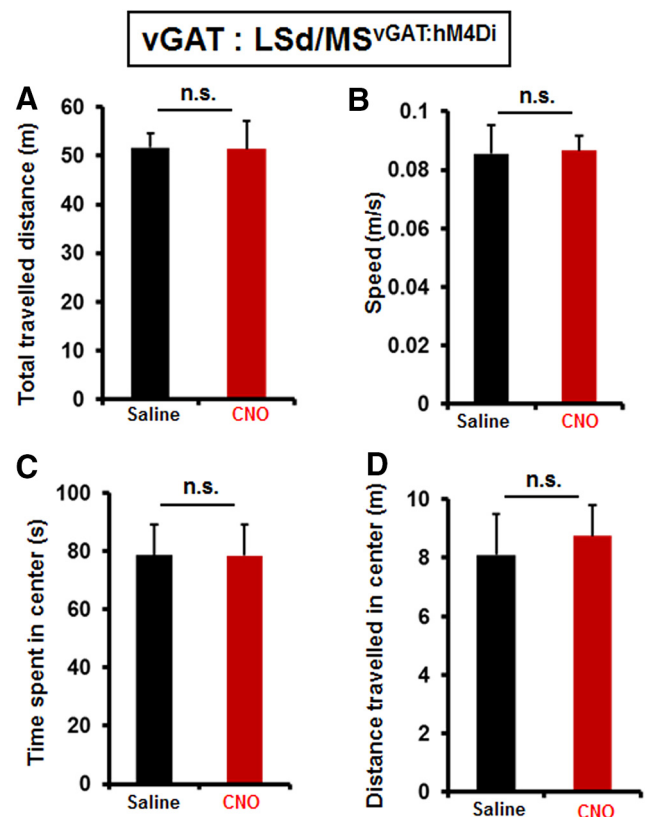 vGAT : LSd/MS^vGAT:hM4Di
A
n.s.
Total travelled distance (m)
60
50
40
30
20
10
0
Saline CNO
B
n.s.
Speed (m/s)
0.1
0.08
0.06
0.04
0.02
0
Saline CNO
C
n.s.
Time spent in center (s)
100
80
60
40
20
0
Saline CNO
D
n.s.
Distance travelled in center (m)
10
8
6
4
2
0
Saline CNO